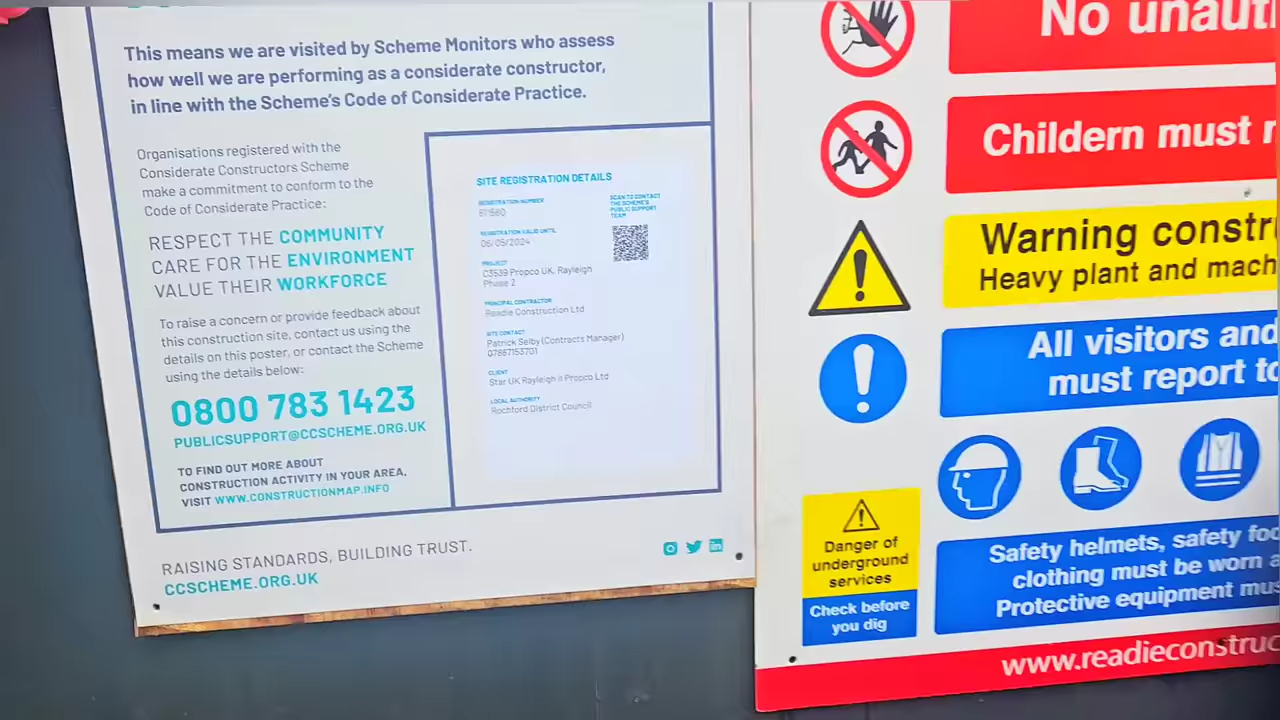 This means we are visited by Scheme Monitors who assess
how well we are performing as a considerate constructor,
in line with the Scheme's Code of Considerate Practice.
Organisations registered with the
Considerate Constructors Scheme
make a commitment to conform to the
Code of Considerate Practice:
RESPECT THE COMMUNITY
CARE FOR THE ENVIRONMENT
VALUE THEIR WORKFORCE
To raise a concern or provide feedback about
this construction site, contact us using the
details on this poster, or contact the Scheme
using the details below:
0800 783 1423
PUBLICSUPPORT@CCSCHEME.ORG.UK
TO FIND OUT MORE ABOUT
CONSTRUCTION ACTIVITY IN YOUR AREA,
VISIT WWW.CONSTRUCTIONMAP.INFO
SITE REGISTRATION DETAILS
REGISTRATION NUMBER
REGISTRATION VALID UNTIL
06/05/2024
PROJECT
C3539 Propco UK, Rayleigh
Phase 2
PRINCIPAL CONTRACTOR
Readie Construction Ltd
SITE CONTACT
Patrick Selby (Contracts Manager)
07867153701
CLIENT
Star UK Rayleigh II Propco Ltd
LOCAL AUTHORITY
Rochford District Council
SCAN TO CONTACT
THE SCHEME'S
PUBLIC SUPPORT
TEAM
RAISING STANDARDS, BUILDING TRUST.
CCSCHEME.ORG.UK
No unaut
Childern must r
Warning constru
Heavy plant and mach
All visitors and
must report to
Danger of
underground
services
Check before
you dig
Safety helmets, safety foo
clothing must be worn a
Protective equipment mus
www.readieconstruc